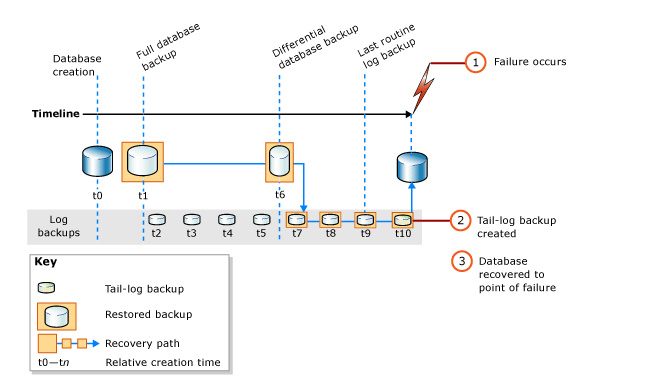 Database
creation
Full database
backup
Differential
database backup
Last routine
log backup
1
Failure occurs
Timeline
t0
t1
t6
Log
backups
t2
t3
t4
t5
t7
t8
t9
t10
2
Tail-log backup
created
3
Database
recovered to
point of failure
Key
Tail-log backup
Restored backup
Recovery path
t0—tn
Relative creation time